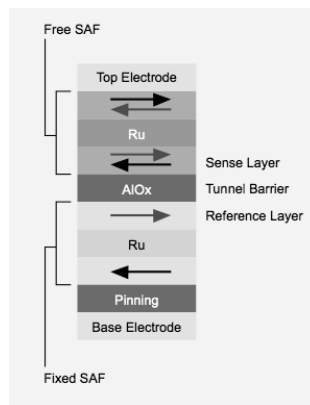 Free SAF
Top Electrode
Ru
Sense Layer
AlOx
Tunnel Barrier
Reference Layer
Ru
Pinning
Base Electrode
Fixed SAF